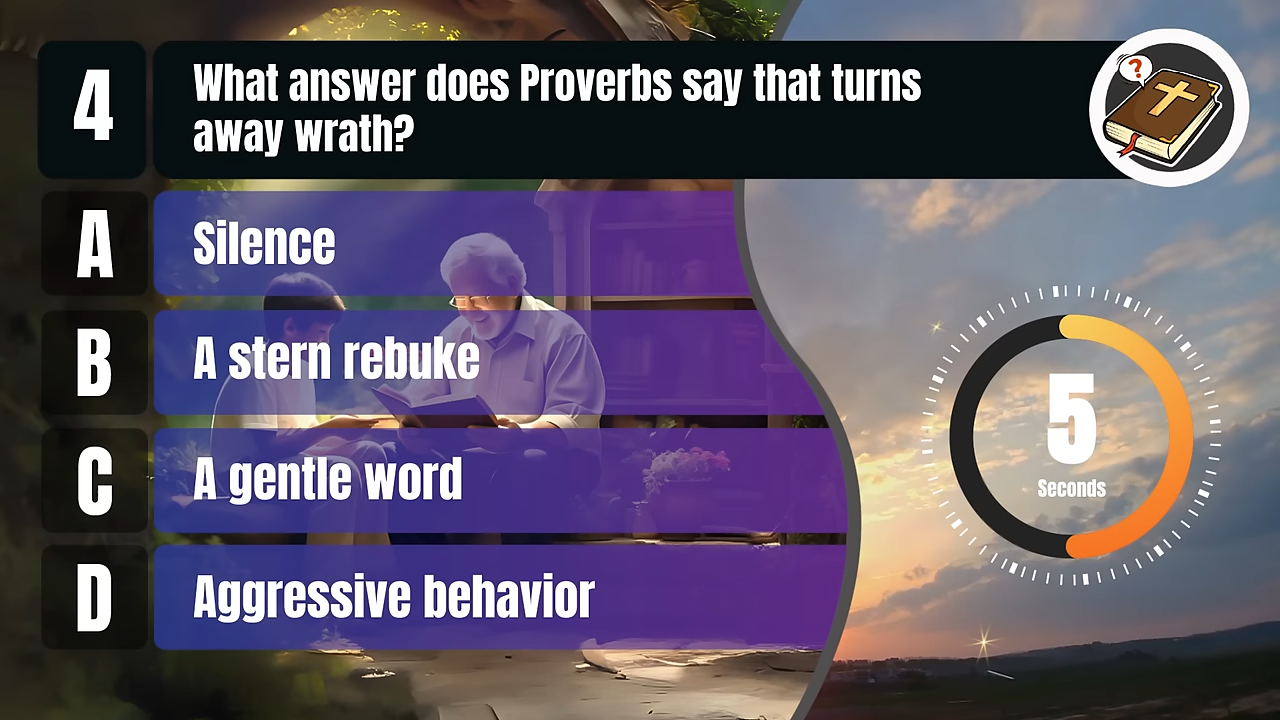 4
What answer does Proverbs say that turns
away wrath?
?
A
Silence
B
A stern rebuke
C
A gentle word
D
Aggressive behavior
5
Seconds